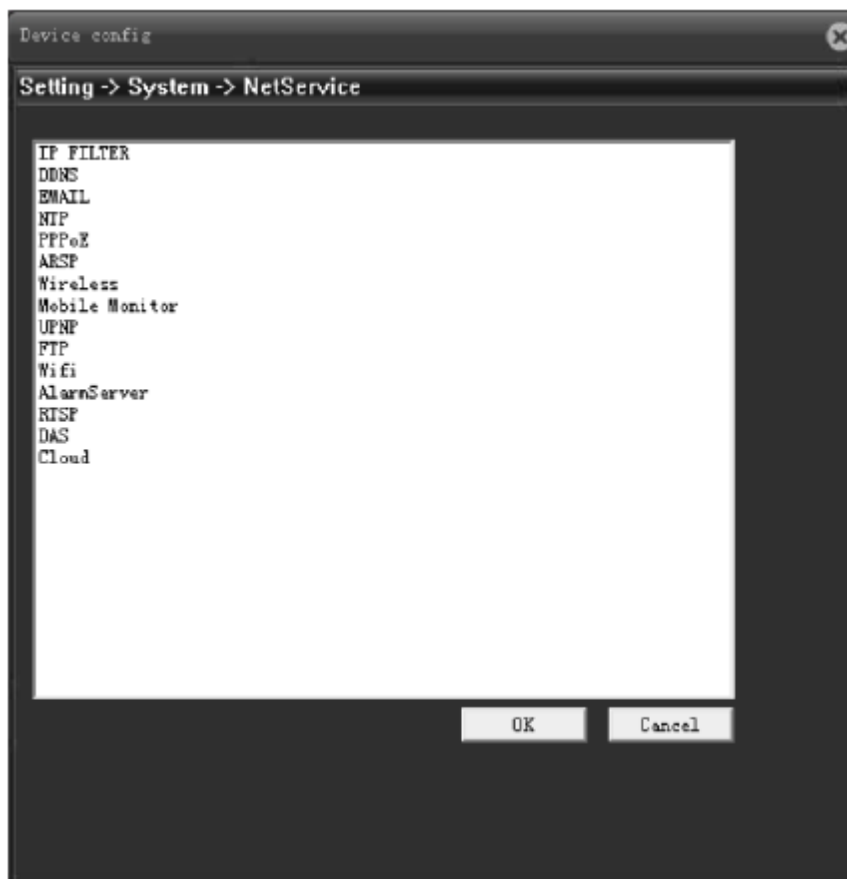 Device config
Setting -> System -> NetService
IP FILTER
DDNS
EMAIL
NTP
PPPoE
ARSP
Wireless
Mobile Monitor
UPNP
FTP
Wifi
AlarmServer
RTSP
DAS
Cloud
OK Cancel